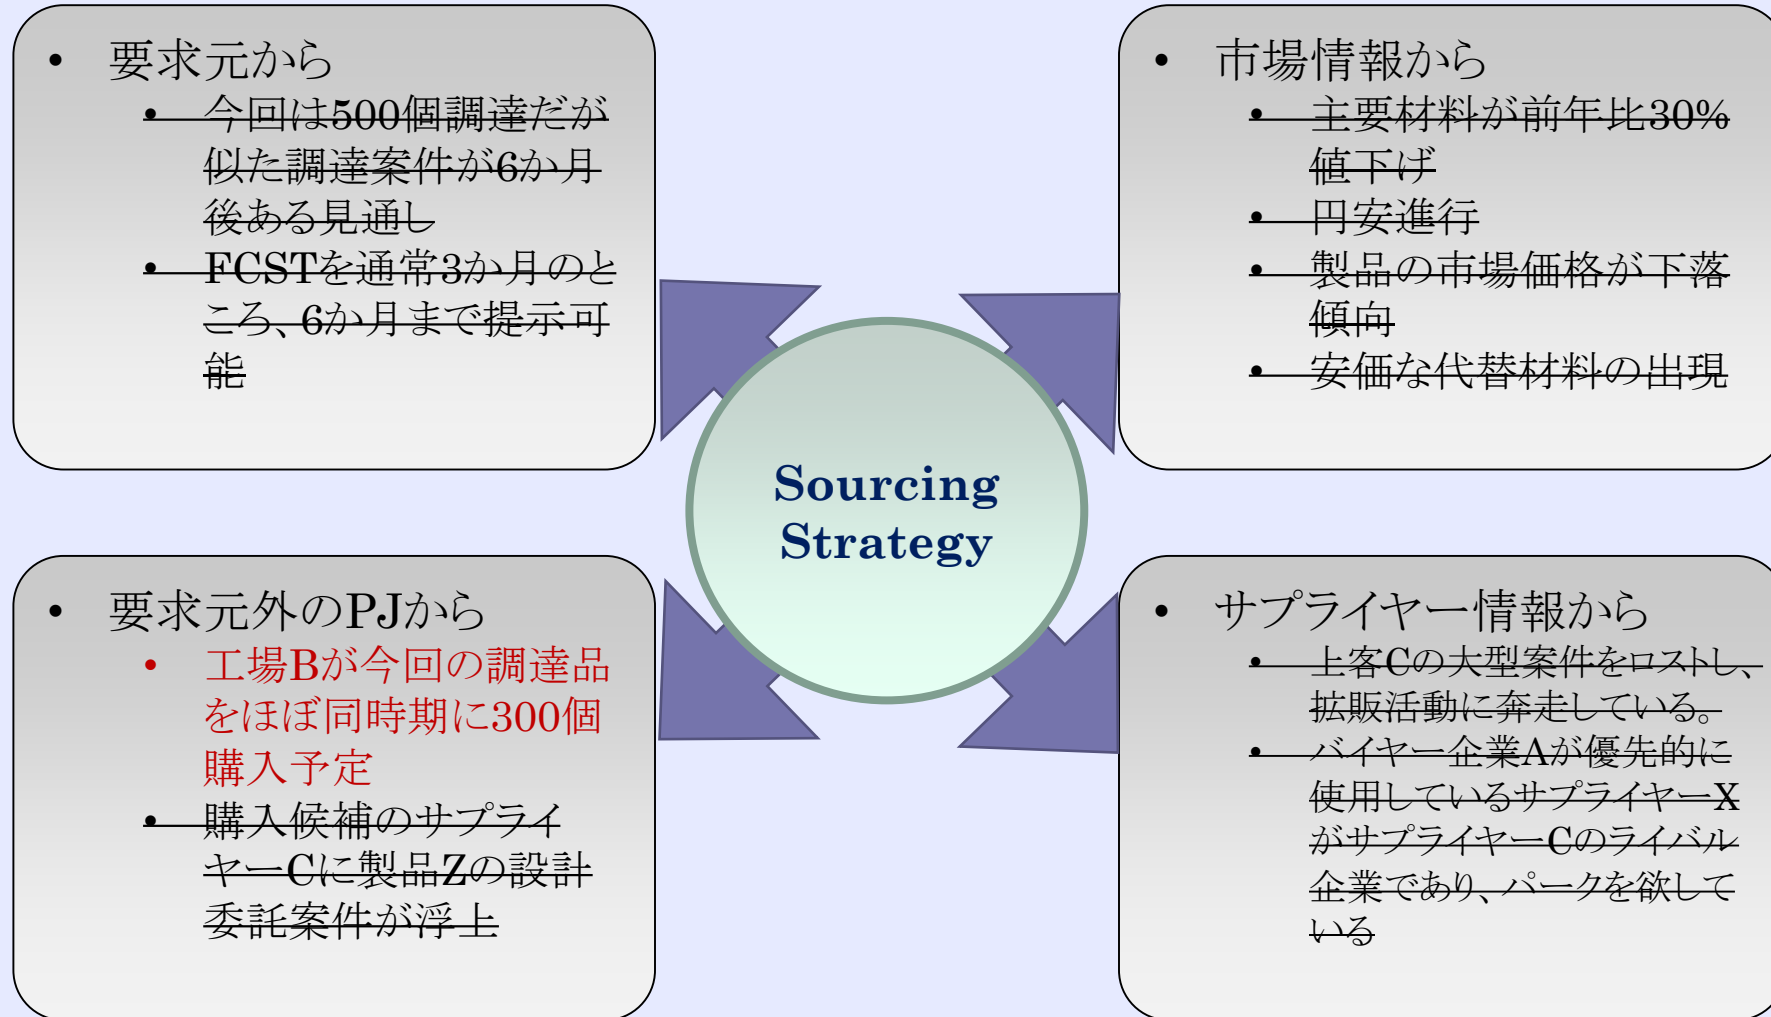 • 要求元から
• 今回は500個調達だが
似た調達案件が6か月
後ある見通し
• FCSTを通常3か月のと
ころ、6か月まで提示可
能
• 市場情報から
• 主要材料が前年比30%
値下げ
• 円安進行
• 製品の市場価格が下落
傾向
• 安価な代替材料の出現
Sourcing
Strategy
• 要求元外のPJから
• 工場Bが今回の調達品
をほぼ同時期に300個
購入予定
• 購入候補のサプライ
ヤーCに製品Zの設計
委託案件が浮上
• サプライヤー情報から
• 上客Cの大型案件をロストし、
拡販活動に奔走している。
• バイヤー企業Aが優先的に
使用しているサプライヤーX
がサプライヤーCのライバル
企業であり、パークを欲して
いる